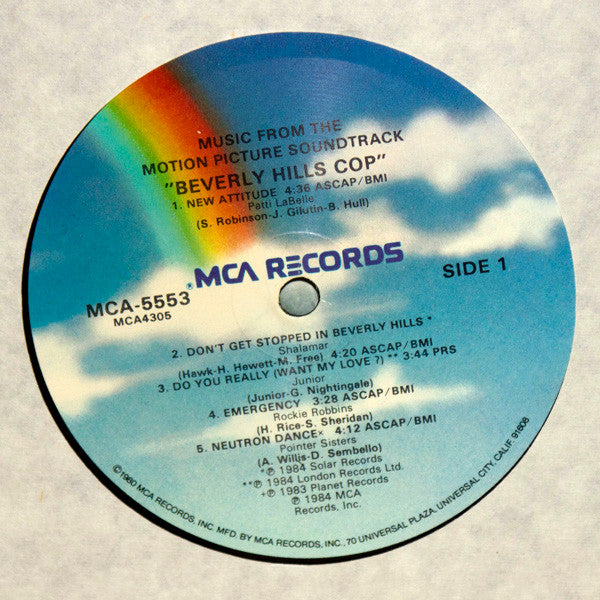 MUSIC FROM THE
MOTION PICTURE SOUNDTRACK
"BEVERLY HILLS COP"
1. NEW ATTITUDE 4:36 ASCAP/BMI
Patti LaBelle
(S. Robinson-J. Gilutin-B. Hull)
MCA RECORDS
MCA-5553
MCA4305
SIDE 1
2. DON'T GET STOPPED IN BEVERLY HILLS *
Shalamar
(Hawk-H. Hewett-M. Free) 4:20 ASCAP/BMI
3. DO YOU REALLY (WANT MY LOVE?) ** 3:44 PRS
Junior
(Junior-G. Nightingale)
4. EMERGENCY 3:28 ASCAP/BMI
Rockie Robbins
(H. Rice-S. Sheridan)
5. NEUTRON DANCE+ 4:12 ASCAP/BMI
Pointer Sisters
(A. Willis-D. Sembello)
*℗ 1984 Solar Records
**℗ 1984 London Records Ltd.
+℗ 1983 Planet Records
℗ 1984 MCA
Records, Inc.
©1980 MCA RECORDS, INC. MFD. BY MCA RECORDS, INC., 70 UNIVERSAL PLAZA, UNIVERSAL CITY, CALIF. 91608